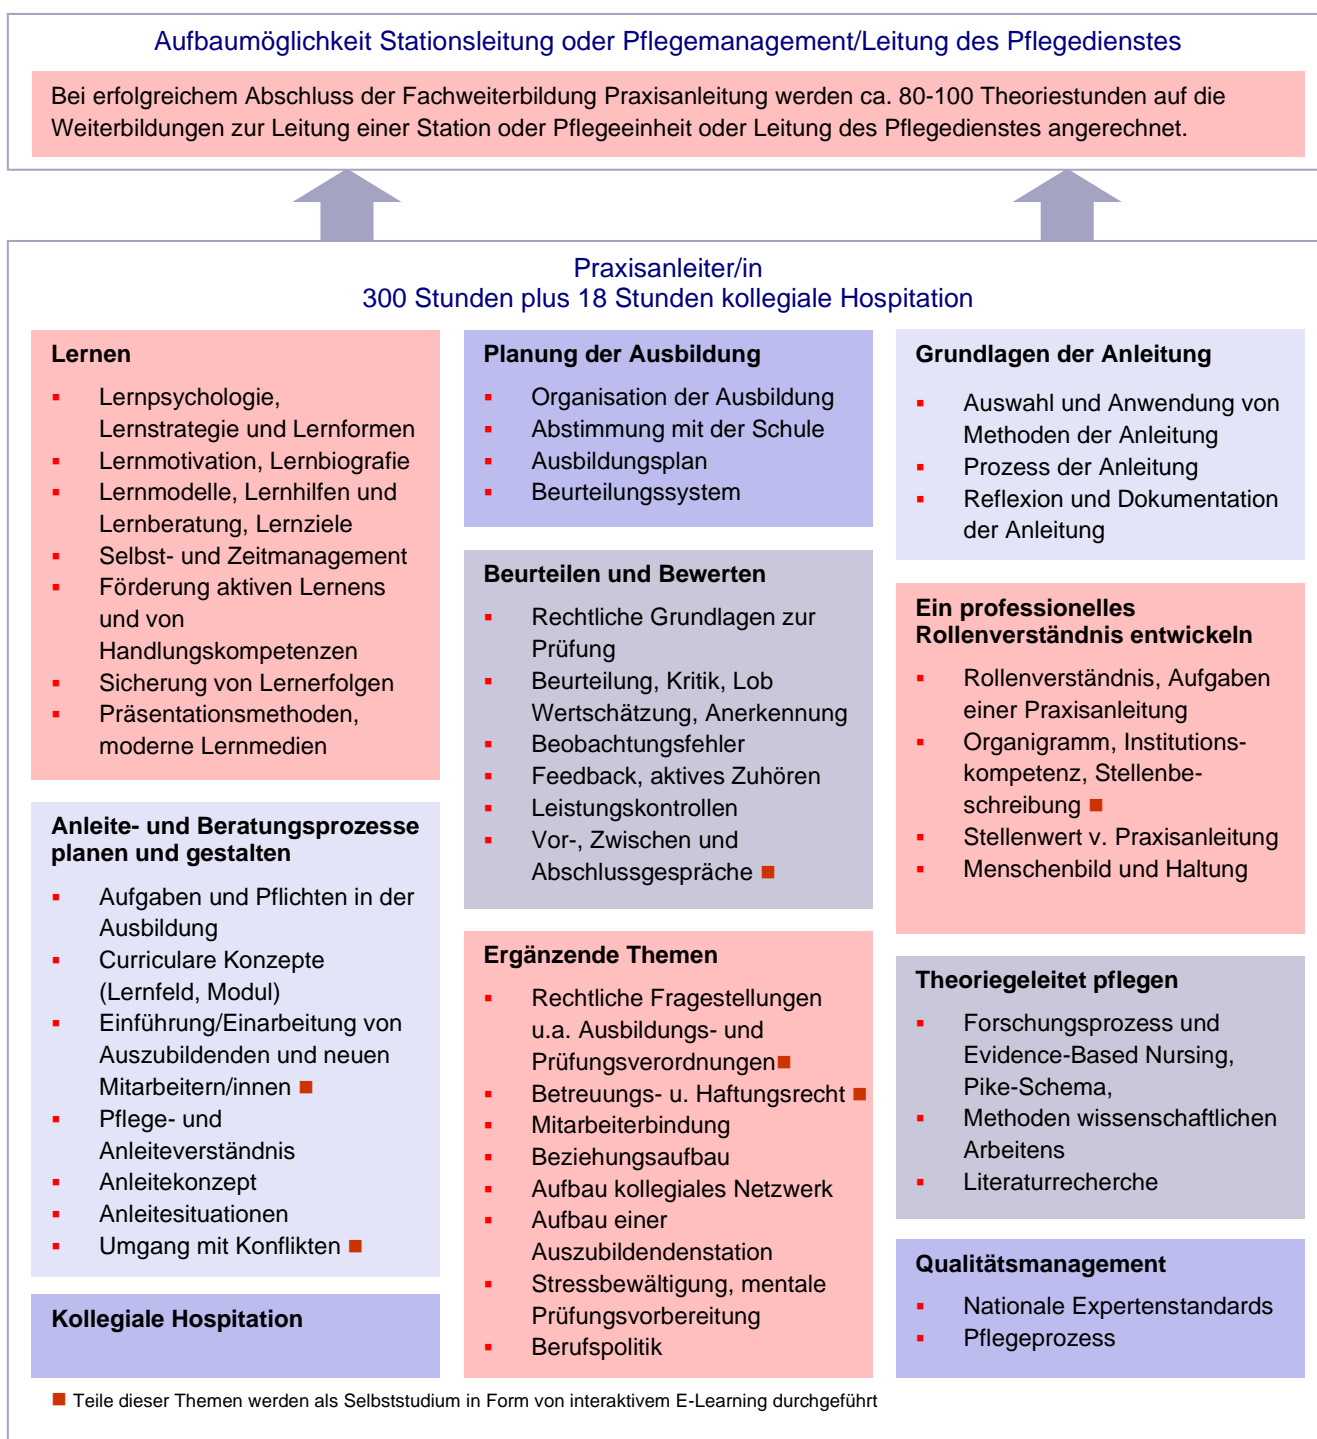 Aufbaumöglichkeit Stationsleitung oder Pflegemanagement/Leitung des Pflegedienstes
Bei erfolgreichem Abschluss der Fachweiterbildung Praxisanleitung werden ca. 80-100 Theoriestunden auf die
Weiterbildungen zur Leitung einer Station oder Pflegeeinheit oder Leitung des Pflegedienstes angerechnet.
Praxisanleiter/in
300 Stunden plus 18 Stunden kollegiale Hospitation
Lernen
▪ Lernpsychologie,
Lernstrategie und Lernformen
▪ Lernmotivation, Lernbiografie
▪ Lernmodelle, Lernhilfen und
Lernberatung, Lernziele
▪ Selbst- und Zeitmanagement
▪ Förderung aktiven Lernens
und von
Handlungskompetenzen
▪ Sicherung von Lernerfolgen
▪ Präsentationsmethoden,
moderne Lernmedien
Anleite- und Beratungsprozesse
planen und gestalten
▪ Aufgaben und Pflichten in der
Ausbildung
▪ Curriculare Konzepte
(Lernfeld, Modul)
▪ Einführung/Einarbeitung von
Auszubildenden und neuen
Mitarbeitern/innen ■
▪ Pflege- und
Anleiteverständnis
▪ Anleitekonzept
▪ Anleitesituationen
▪ Umgang mit Konflikten ■
Kollegiale Hospitation
Planung der Ausbildung
▪ Organisation der Ausbildung
▪ Abstimmung mit der Schule
▪ Ausbildungsplan
▪ Beurteilungssystem
Beurteilen und Bewerten
▪ Rechtliche Grundlagen zur
Prüfung
▪ Beurteilung, Kritik, Lob
Wertschätzung, Anerkennung
▪ Beobachtungsfehler
▪ Feedback, aktives Zuhören
▪ Leistungskontrollen
▪ Vor-, Zwischen und
Abschlussgespräche ■
Ergänzende Themen
▪ Rechtliche Fragestellungen
u.a. Ausbildungs- und
Prüfungsverordnungen■
▪ Betreuungs- u. Haftungsrecht ■
▪ Mitarbeiterbindung
▪ Beziehungsaufbau
▪ Aufbau kollegiales Netzwerk
▪ Aufbau einer
Auszubildendenstation
▪ Stressbewältigung, mentale
Prüfungsvorbereitung
▪ Berufspolitik
Grundlagen der Anleitung
▪ Auswahl und Anwendung von
Methoden der Anleitung
▪ Prozess der Anleitung
▪ Reflexion und Dokumentation
der Anleitung
Ein professionelles
Rollenverständnis entwickeln
▪ Rollenverständnis, Aufgaben
einer Praxisanleitung
▪ Organigramm, Institutions-
kompetenz, Stellenbe-
schreibung ■
▪ Stellenwert v. Praxisanleitung
▪ Menschenbild und Haltung
Theoriegeleitet pflegen
▪ Forschungsprozess und
Evidence-Based Nursing,
Pike-Schema,
▪ Methoden wissenschaftlichen
Arbeitens
▪ Literaturrecherche
Qualitätsmanagement
▪ Nationale Expertenstandards
▪ Pflegeprozess
■ Teile dieser Themen werden als Selbststudium in Form von interaktivem E-Learning durchgeführt